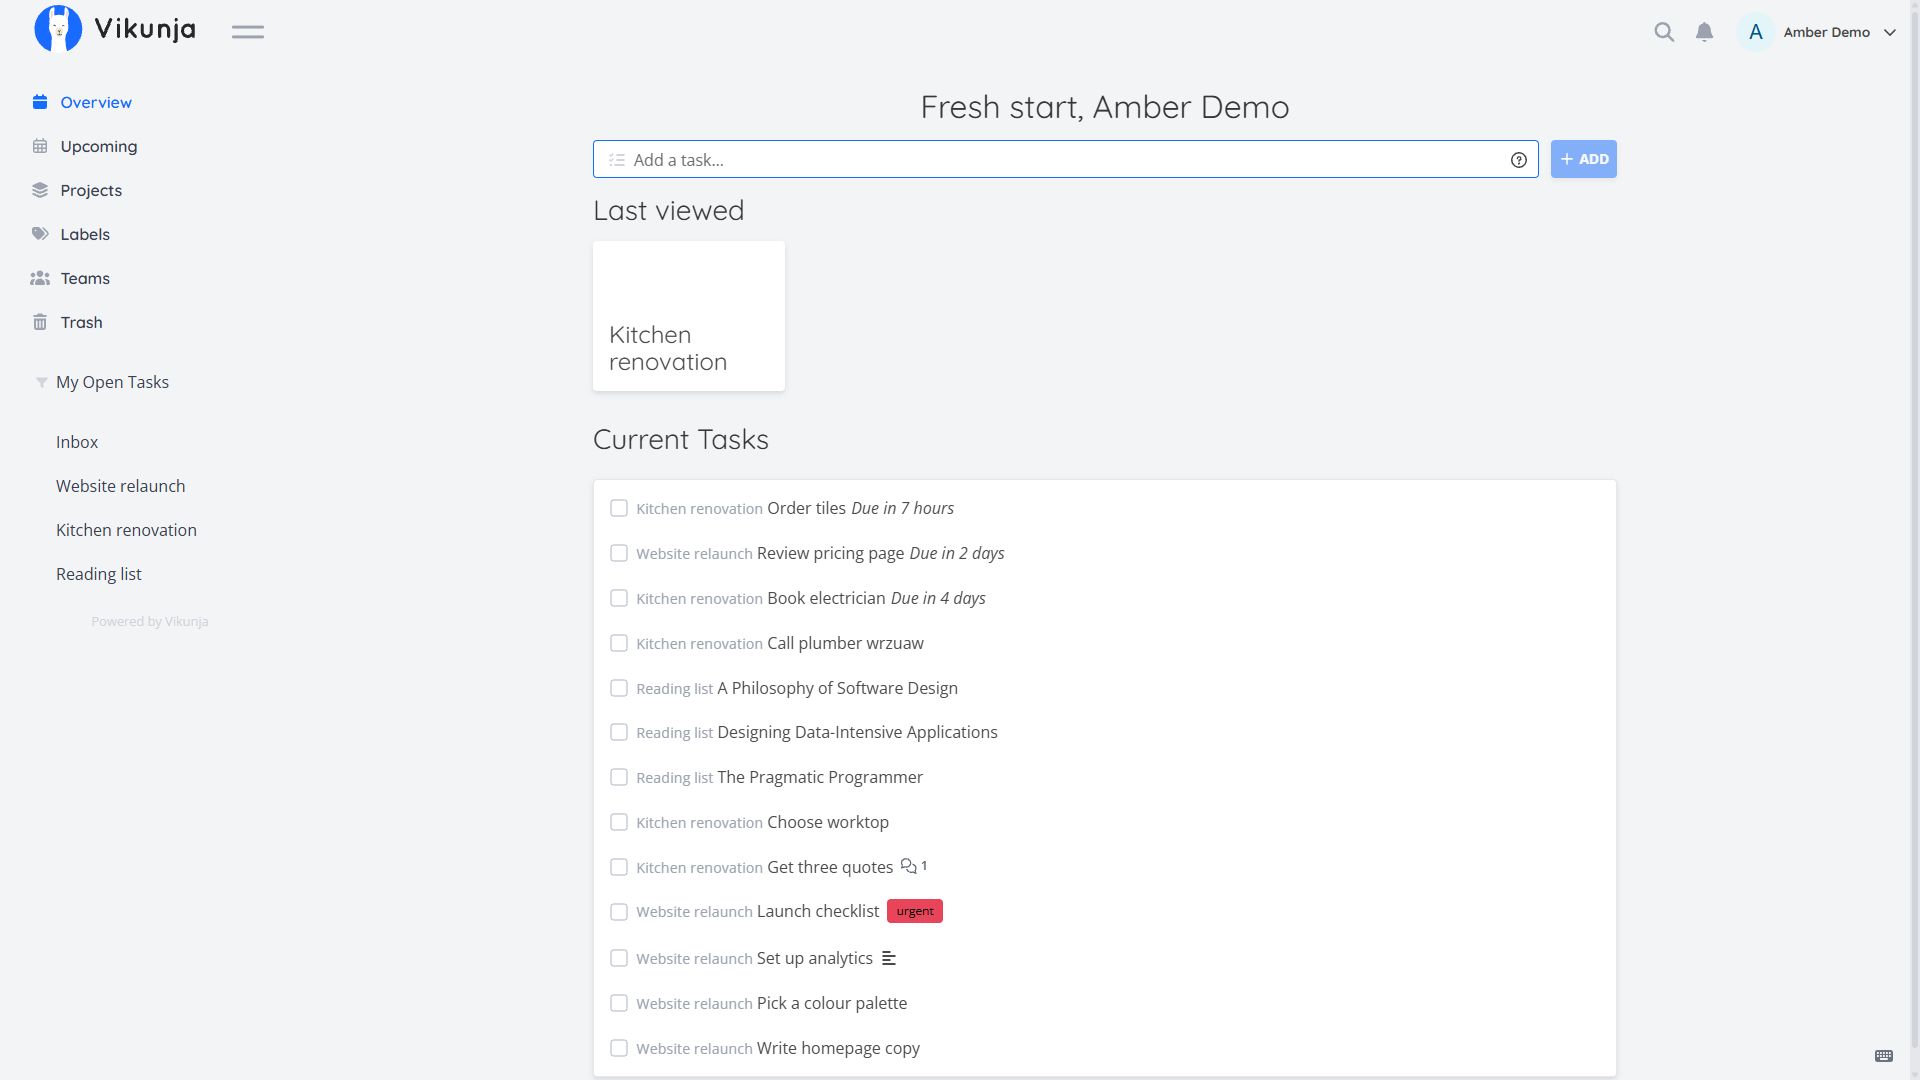 Vikunja
A
Amber Demo
Overview
Upcoming
Projects
Labels
Teams
Trash
My Open Tasks
Inbox
Website relaunch
Kitchen renovation
Reading list
Powered by Vikunja
Fresh start, Amber Demo
Add a task...
ADD
Last viewed
Kitchen
renovation
Current Tasks
Kitchen renovation Order tiles Due in 7 hours
Website relaunch Review pricing page Due in 2 days
Kitchen renovation Book electrician Due in 4 days
Kitchen renovation Call plumber wrzuaw
Reading list A Philosophy of Software Design
Reading list Designing Data-Intensive Applications
Reading list The Pragmatic Programmer
Kitchen renovation Choose worktop
Kitchen renovation Get three quotes 1
Website relaunch Launch checklist urgent
Website relaunch Set up analytics
Website relaunch Pick a colour palette
Website relaunch Write homepage copy